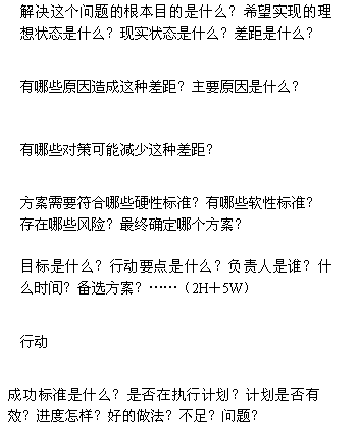 解决这个问题的根本目的是什么？希望实现的理
想状态是什么？现实状态是什么？差距是什么？
有哪些原因造成这种差距？主要原因是什么？
有哪些对策可能减少这种差距？
方案需要符合哪些硬性标准？有哪些软性标准？
存在哪些风险？最终确定哪个方案？
目标是什么？行动要点是什么？负责人是谁？什
么时间？备选方案？……（2H＋5W）
行动
成功标准是什么？是否在执行计划？计划是否有
效？进度怎样？好的做法？不足？问题？